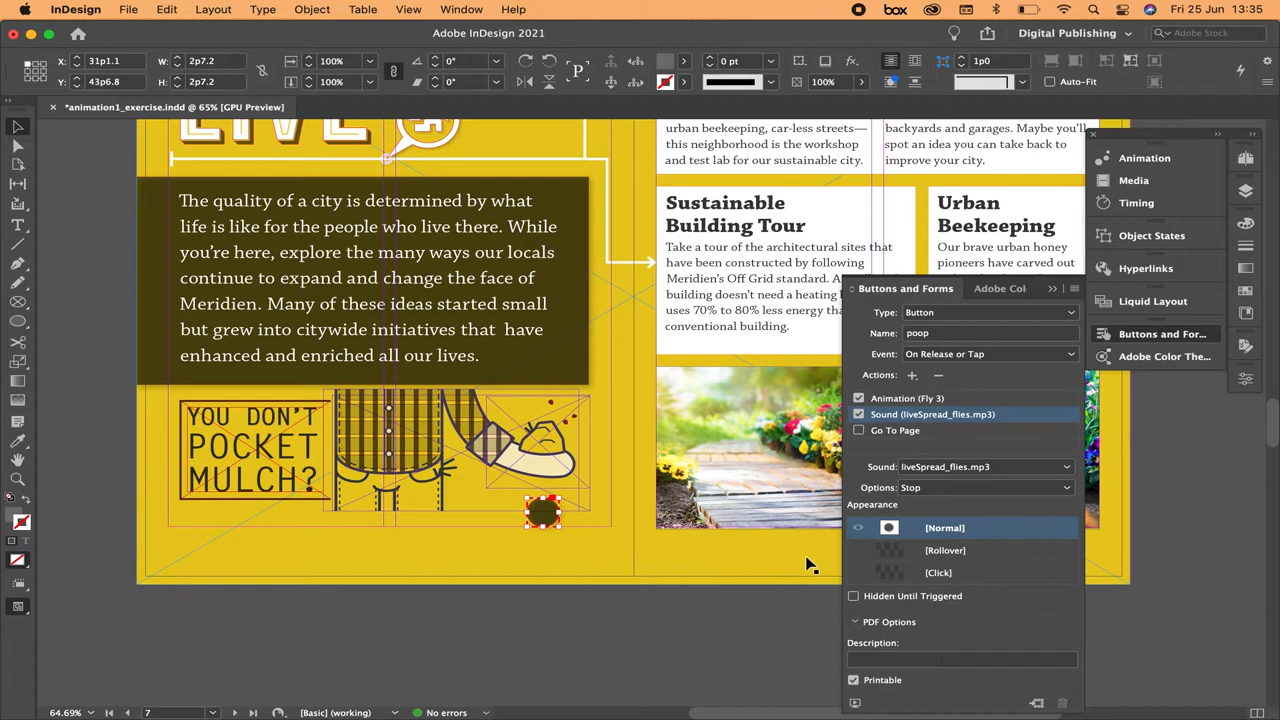 InDesign File Edit Layout Type Object Table View Window Help box Fri 25 Jun 13:35
Adobe InDesign 2021 Digital Publishing Adobe Stock
X: 31p1.1 W: 2p7.2 100% 0° P 0 pt fx. 1p0
Y: 43p6.8 H: 2p7.2 100% 0° 100% Auto-Fit
*animation1_exercise.indd @ 65% [GPU Preview]
LIVE
The quality of a city is determined by what
life is like for the people who live there. While
you're here, explore the many ways our locals
continue to expand and change the face of
Meridien. Many of these ideas started small
but grew into citywide initiatives that have
enhanced and enriched all our lives.
YOU DON'T
POCKET
MULCH?
urban beekeeping, car-less streets—
this neighborhood is the model
and test lab for our sustainable city.
backyards and garages. Maybe you'll
spot an idea you can take back to
improve your city.
Sustainable
Building Tour
Take a tour of the architectural sites that
have been constructed by following
Meridien's Off Grid standard. A
building doesn't need a heating
uses 70% to 80% less energy tha
conventional building.
Urban
Beekeeping
Our brave urban honey
pioneers have carved out
Buttons and Forms Adobe Col
Type: Button
Name: poop
Event: On Release or Tap
Actions:
Animation (Fly 3)
Sound (liveSpread_flies.mp3)
Go To Page
Sound: liveSpread_flies.mp3
Options: Stop
Appearance
[Normal]
[Rollover]
[Click]
Hidden Until Triggered
PDF Options
Description:
Printable
Animation
Media
Timing
Object States
Hyperlinks
Liquid Layout
Buttons and For...
Adobe Color The...
64.69% 7 [Basic] (working) No errors